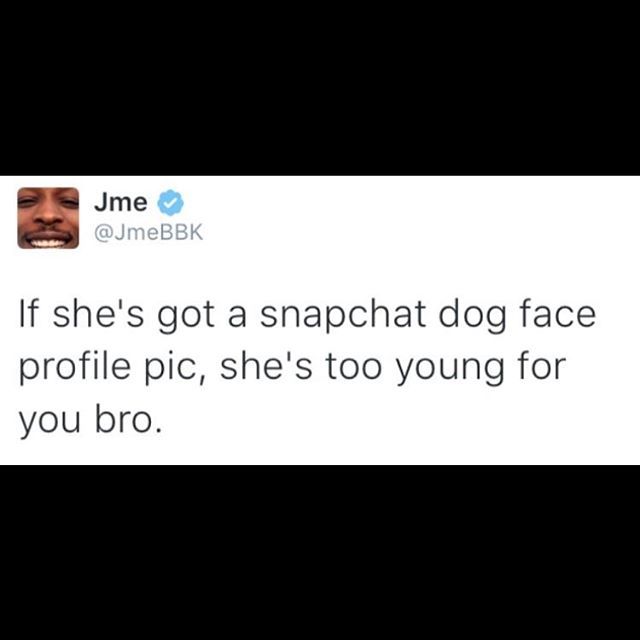 Jme
@JmeBBK
If she's got a snapchat dog face
profile pic, she's too young for
you bro.